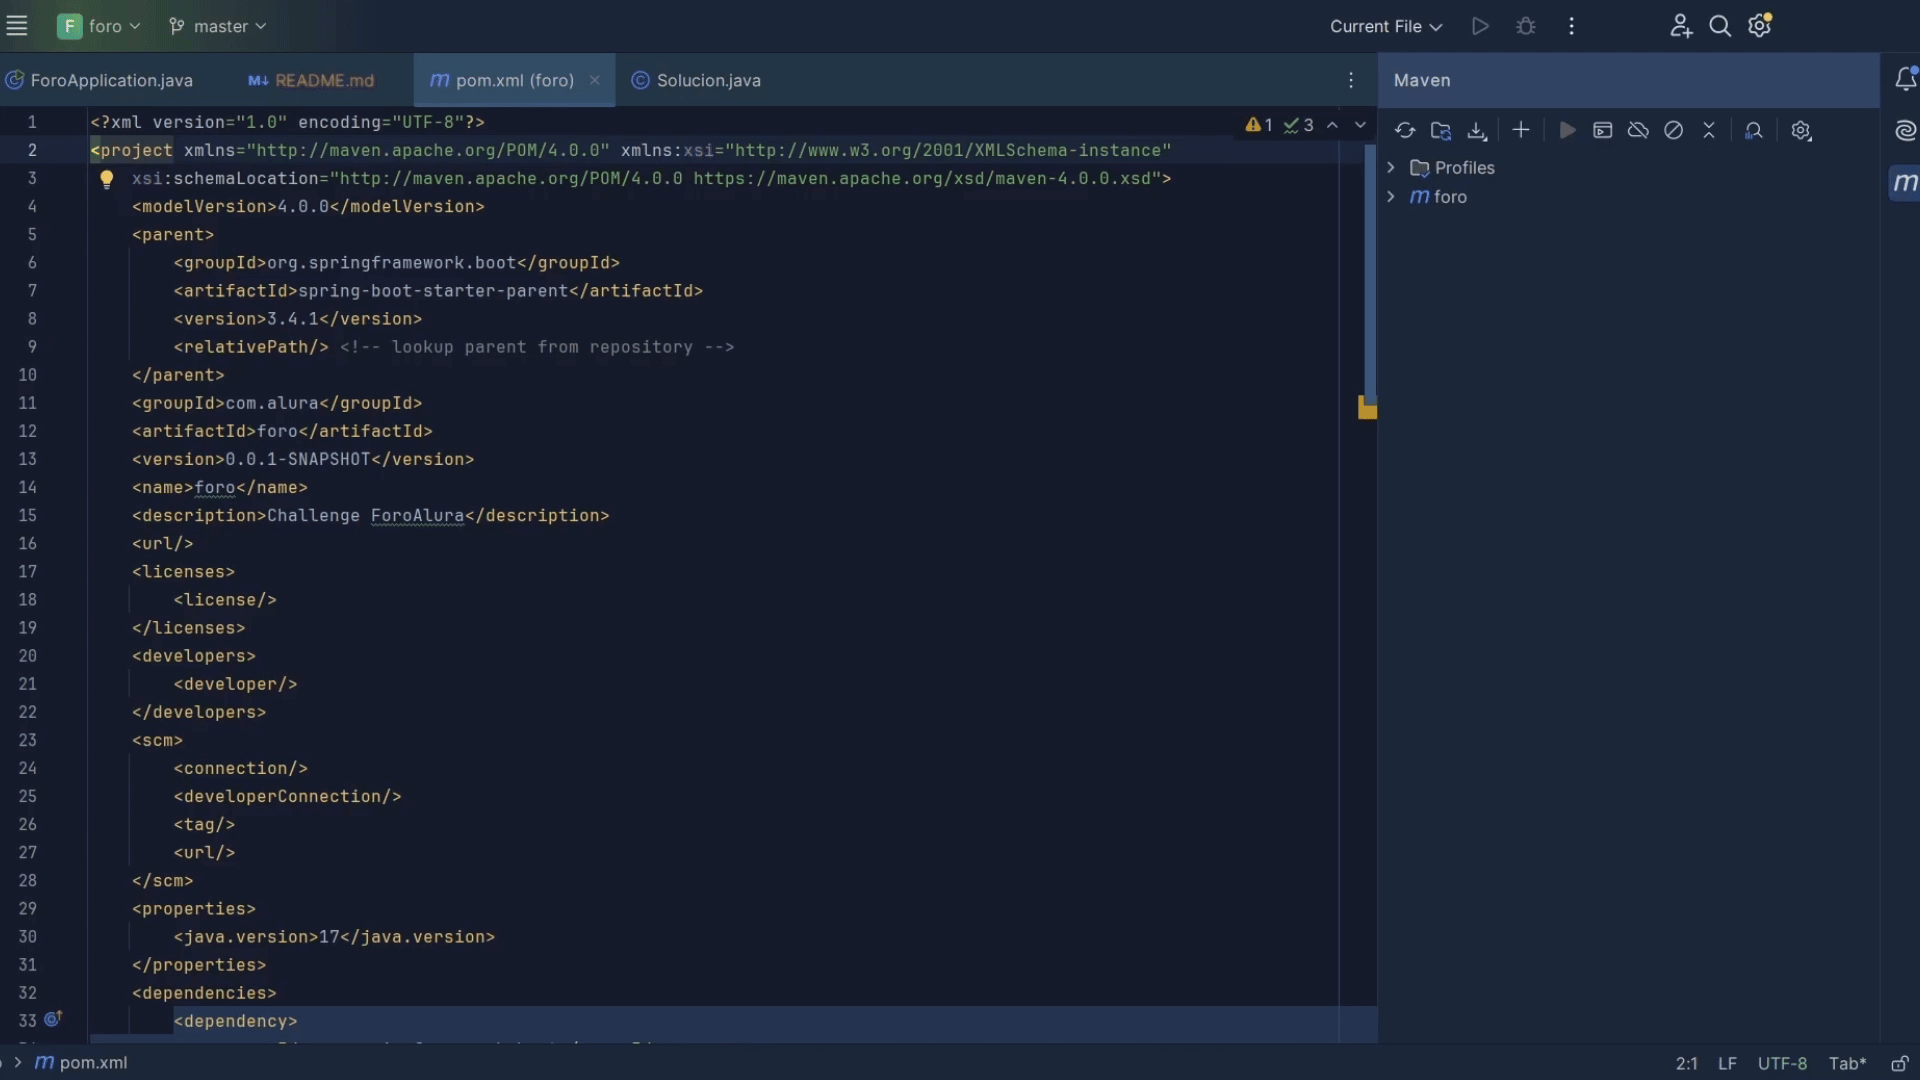 F foro master Current File
ForoApplication.java M↓ README.md m pom.xml (foro) Solucion.java Maven
1 <?xml version="1.0" encoding="UTF-8"?> 1 3
2 <project xmlns="http://maven.apache.org/POM/4.0.0" xmlns:xsi="http://www.w3.org/2001/XMLSchema-instance"
3 xsi:schemaLocation="http://maven.apache.org/POM/4.0.0 https://maven.apache.org/xsd/maven-4.0.0.xsd"> Profiles
4 <modelVersion>4.0.0</modelVersion> m foro
5 <parent>
6 <groupId>org.springframework.boot</groupId>
7 <artifactId>spring-boot-starter-parent</artifactId>
8 <version>3.4.1</version>
9 <relativePath/> <!-- lookup parent from repository -->
10 </parent>
11 <groupId>com.alura</groupId>
12 <artifactId>foro</artifactId>
13 <version>0.0.1-SNAPSHOT</version>
14 <name>foro</name>
15 <description>Challenge ForoAlura</description>
16 <url/>
17 <licenses>
18 <license/>
19 </licenses>
20 <developers>
21 <developer/>
22 </developers>
23 <scm>
24 <connection/>
25 <developerConnection/>
26 <tag/>
27 <url/>
28 </scm>
29 <properties>
30 <java.version>17</java.version>
31 </properties>
32 <dependencies>
33 <dependency>
m pom.xml 2:1 LF UTF-8 Tab*